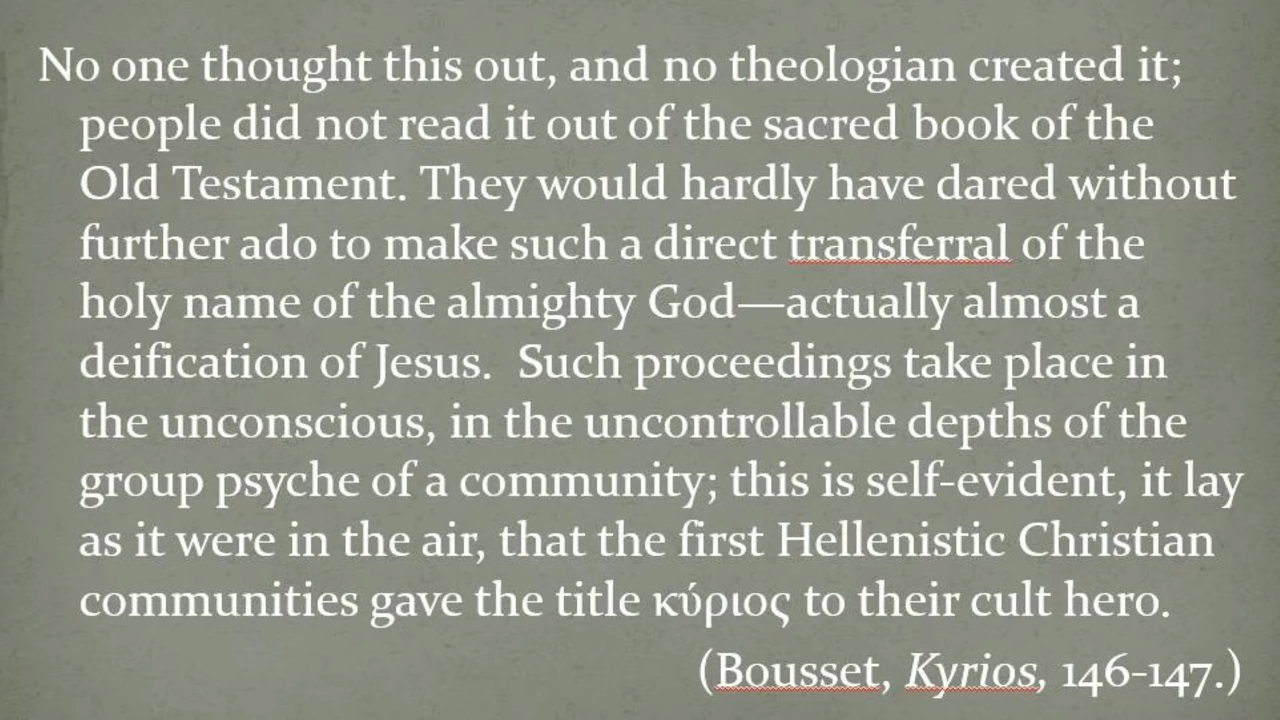 No one thought this out, and no theologian created it;
people did not read it out of the sacred book of the
Old Testament. They would hardly have dared without
further ado to make such a direct transferral of the
holy name of the almighty God—actually almost a
deification of Jesus.  Such proceedings take place in
the unconscious, in the uncontrollable depths of the
group psyche of a community; this is self-evident, it lay
as it were in the air, that the first Hellenistic Christian
communities gave the title κύριος to their cult hero.
(Bousset, Kyrios, 146-147.)